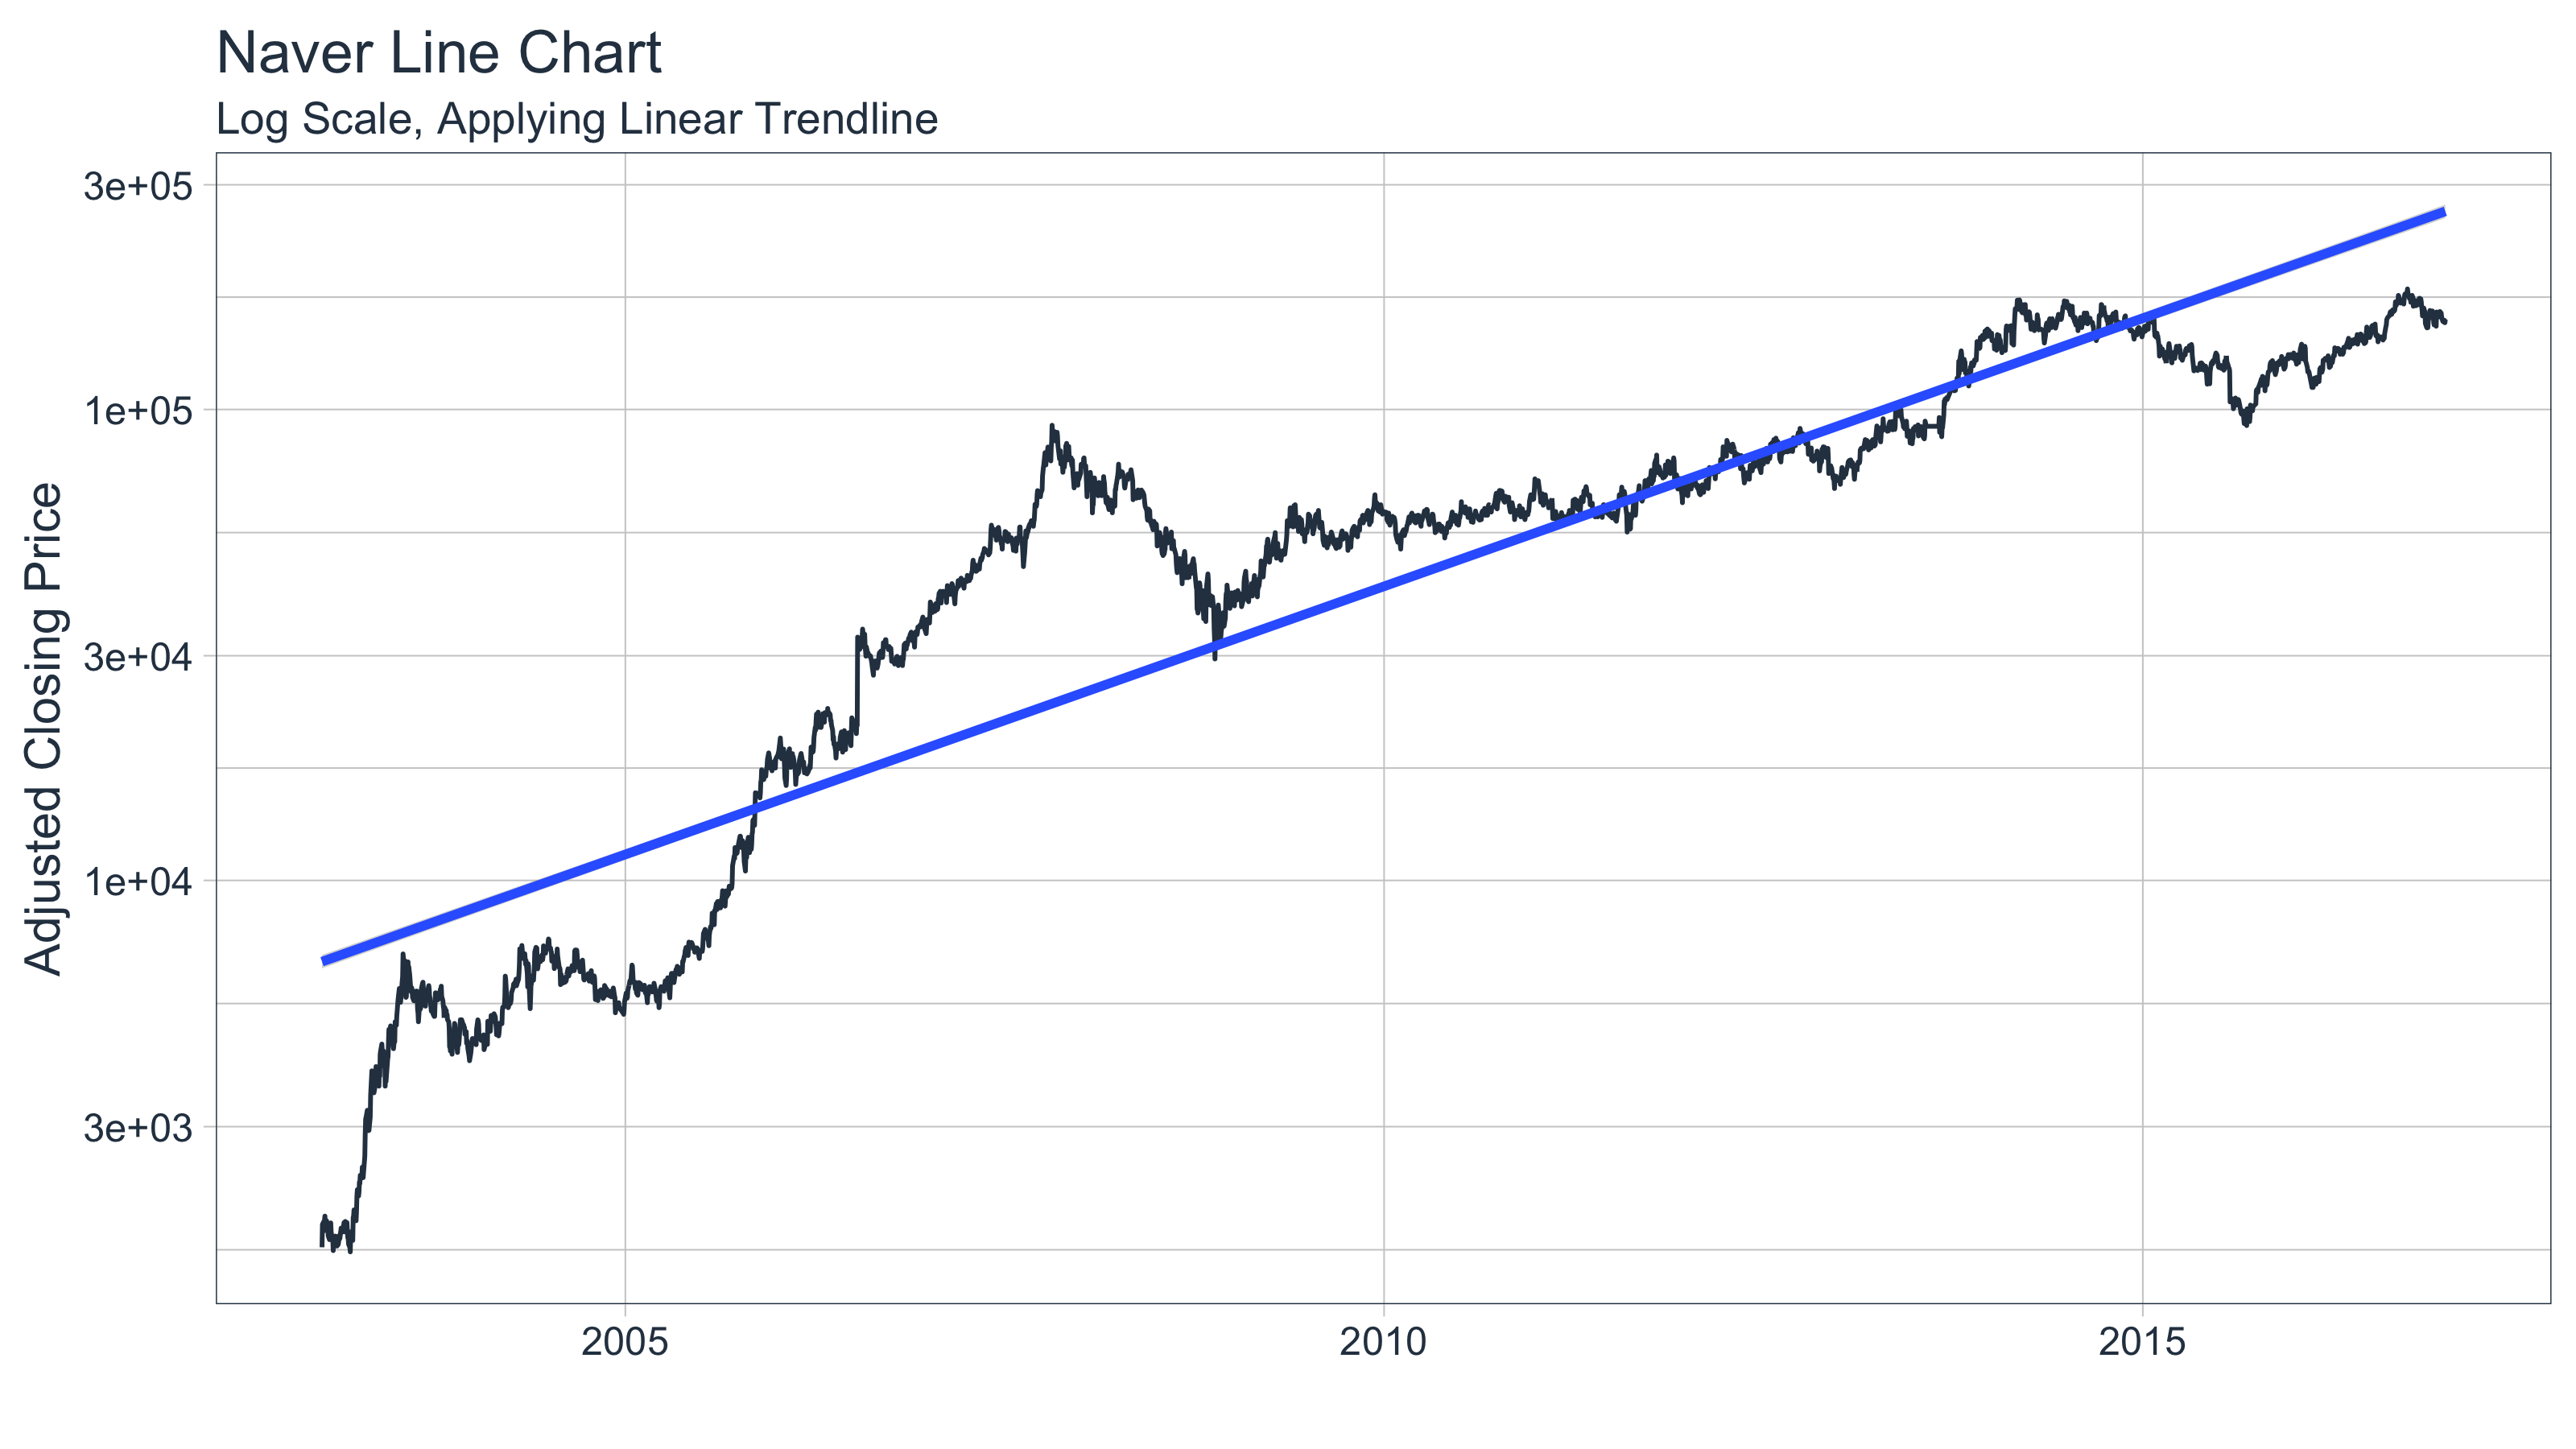 Naver Line Chart
Log Scale, Applying Linear Trendline
Adjusted Closing Price
3e+05
1e+05
3e+04
1e+04
3e+03
2005
2010
2015